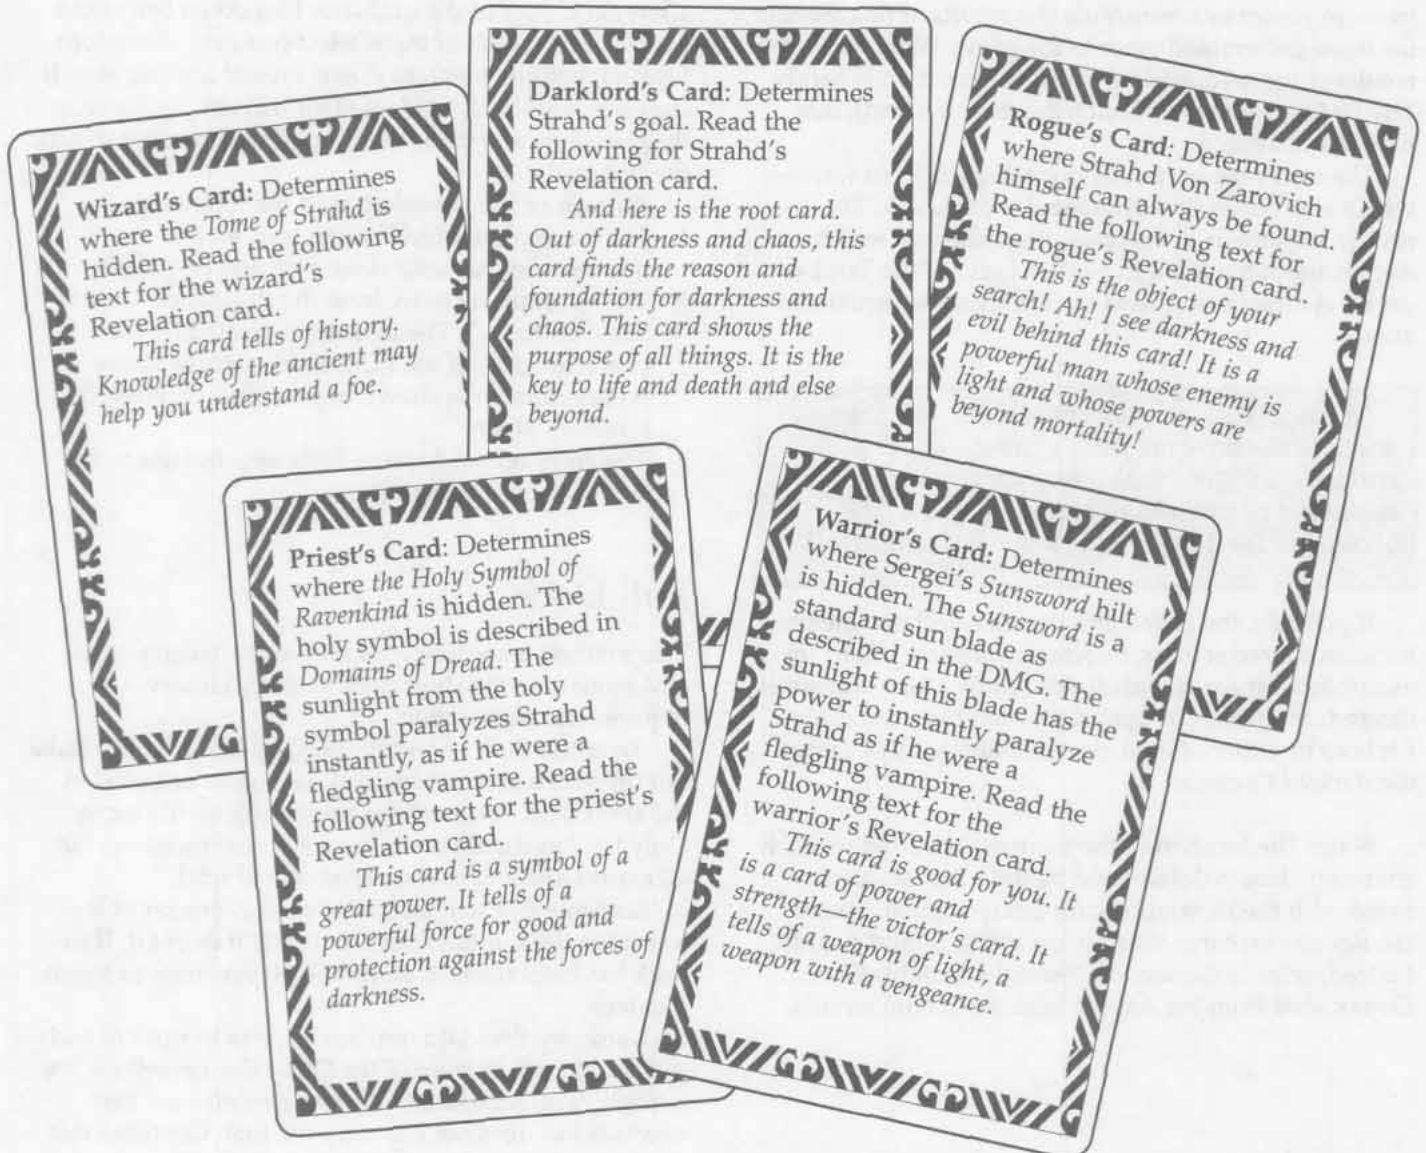 Wizard's Card: Determines
where the Tome of Strahd is
hidden. Read the following
text for the wizard's
Revelation card.
This card tells of history.
Knowledge of the ancient may
help you understand a foe.
Darklord's Card: Determines
Strahd's goal. Read the
following for Strahd's
Revelation card.
And here is the root card.
Out of darkness and chaos, this
card finds the reason and
foundation for darkness and
chaos. This card shows the
purpose of all things. It is the
key to life and death and else
beyond.
Rogue's Card: Determines
where Strahd Von Zarovich
himself can always be found.
Read the following text for
the rogue's Revelation card.
This is the object of your
search! Ah! I see darkness and
evil behind this card! It is a
powerful man whose enemy is
light and whose powers are
beyond mortality!
Priest's Card: Determines
where the Holy Symbol of
Ravenkind is hidden. The
holy symbol is described in
Domains of Dread. The
sunlight from the holy
symbol paralyzes Strahd
instantly, as if he were a
fledgling vampire. Read the
following text for the priest's
Revelation card.
This card is a symbol of a
great power. It tells of a
powerful force for good and
protection against the forces of
darkness.
Warrior's Card: Determines
where Sergei's Sunsword hilt
is hidden. The Sunsword is a
standard sun blade as
described in the DMG. The
sunlight of this blade has the
power to instantly paralyze
Strahd as if he were a
fledgling vampire. Read the
following text for the
warrior's Revelation card.
This card is good for you. It
is a card of power and
strength—the victor's card. It
tells of a weapon of light, a
weapon with a vengeance.